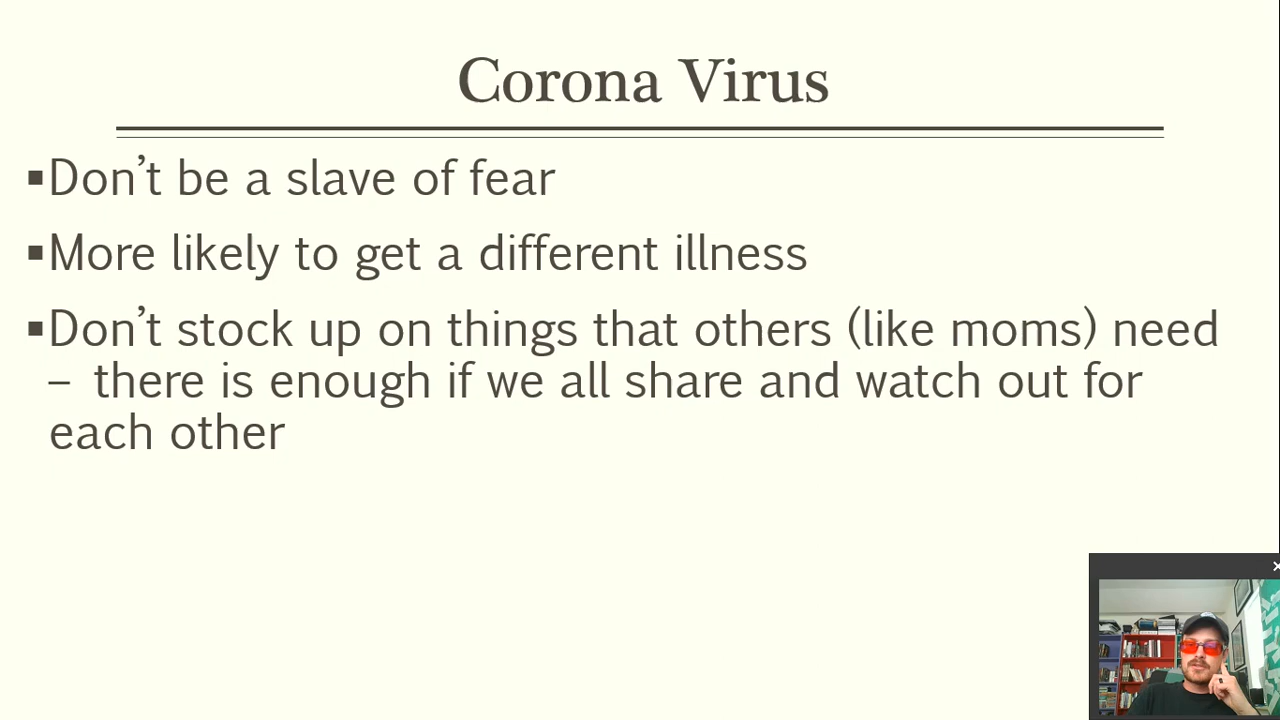 Corona Virus
▪Don’t be a slave of fear
▪More likely to get a different illness
▪Don’t stock up on things that others (like moms) need
– there is enough if we all share and watch out for
each other